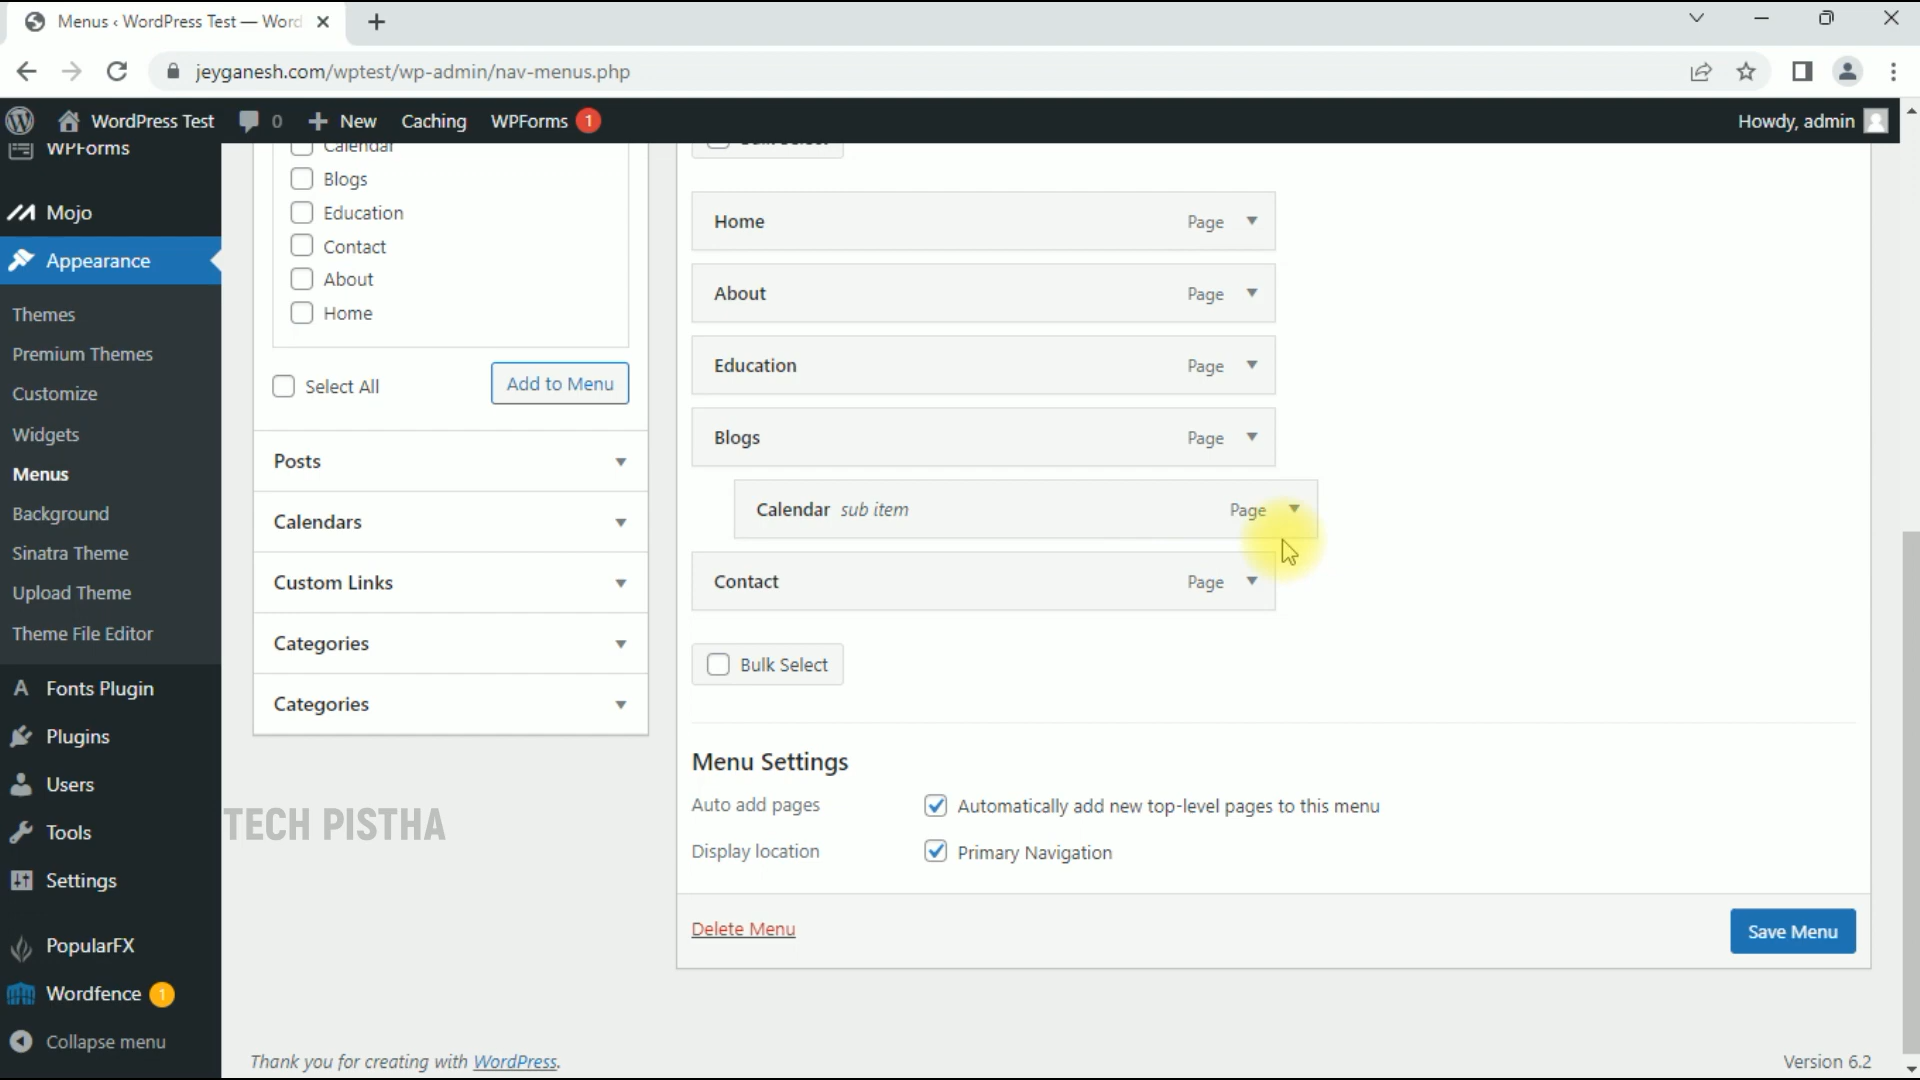 Menus ‹ WordPress Test — Word
jeyganesh.com/wptest/wp-admin/nav-menus.php
WordPress Test 0 New Caching WPForms 1 Howdy, admin
WPForms
Mojo
Appearance
Themes
Premium Themes
Customize
Widgets
Menus
Background
Sinatra Theme
Upload Theme
Theme File Editor
Fonts Plugin
Plugins
Users
Tools
Settings
PopularFX
Wordfence 1
Collapse menu
Calendar
Blogs
Education
Contact
About
Home
Select All Add to Menu
Posts
Calendars
Custom Links
Categories
Categories
TECH PISTHA
Bulk Select
Home Page
About Page
Education Page
Blogs Page
Calendar sub item Page
Contact Page
Bulk Select
Menu Settings
Auto add pages Automatically add new top-level pages to this menu
Display location Primary Navigation
Delete Menu Save Menu
Thank you for creating with WordPress. Version 6.2